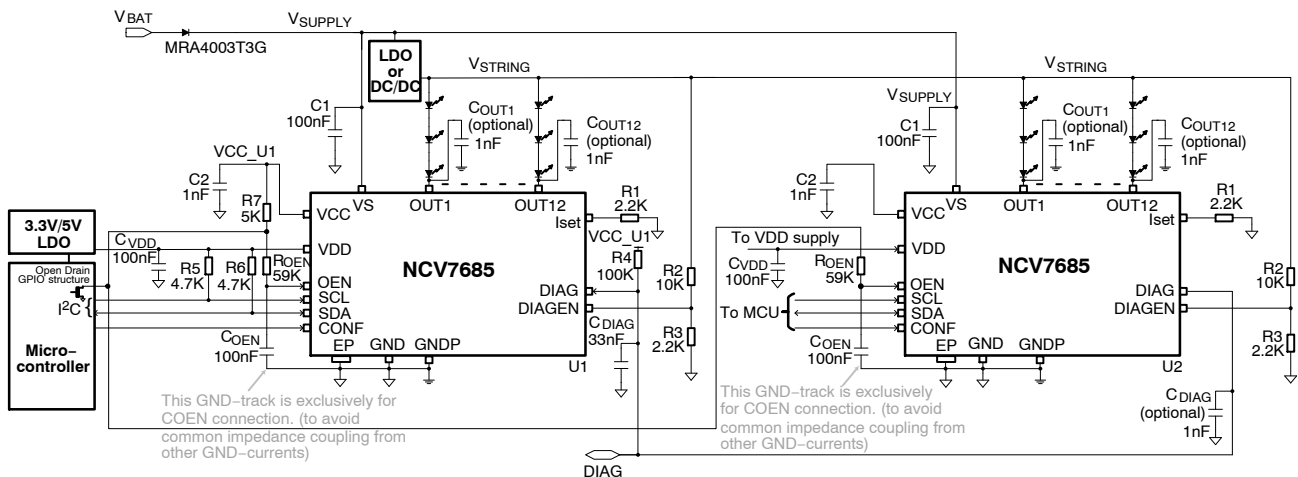 VBAT
MRA4003T3G
VSUPPLY
LDO
or
DC/DC
VSTRING
VSTRING
C1
100nF
COUT1
(optional)
1nF
COUT12
(optional)
1nF
VSUPPLY
C1
100nF
COUT1
(optional)
1nF
COUT12
(optional)
1nF
VCC_U1
C2
1nF
R7
5K
VCC
VS
OUT1
OUT12
Iset
R1
2.2K
VCC_U1
R4
100K
3.3V/5V
LDO
CVDD
100nF
R5
4.7K
R6
4.7K
ROEN
59K
VDD
OEN
SCL
SDA
CONF
NCV7685
DIAG
DIAGEN
EP
GND
GNDP
U1
R2
10K
R3
2.2K
CDIAG
33nF
Open Drain
GPIO structure
I2C {
Micro−
controller
COEN
100nF
This GND−track is exclusively for
COEN connection. (to avoid
common impedance coupling from
other GND−currents)
C2
1nF
VCC
VS
OUT1
OUT12
Iset
R1
2.2K
To VDD supply
CVDD
100nF
ROEN
59K
To MCU
VDD
OEN
SCL
SDA
CONF
NCV7685
DIAG
DIAGEN
EP
GND
GNDP
U2
R2
10K
R3
2.2K
COEN
100nF
This GND−track is exclusively
for COEN connection. (to avoid
common impedance coupling from
other GND−currents)
CDIAG
(optional)
1nF
DIAG